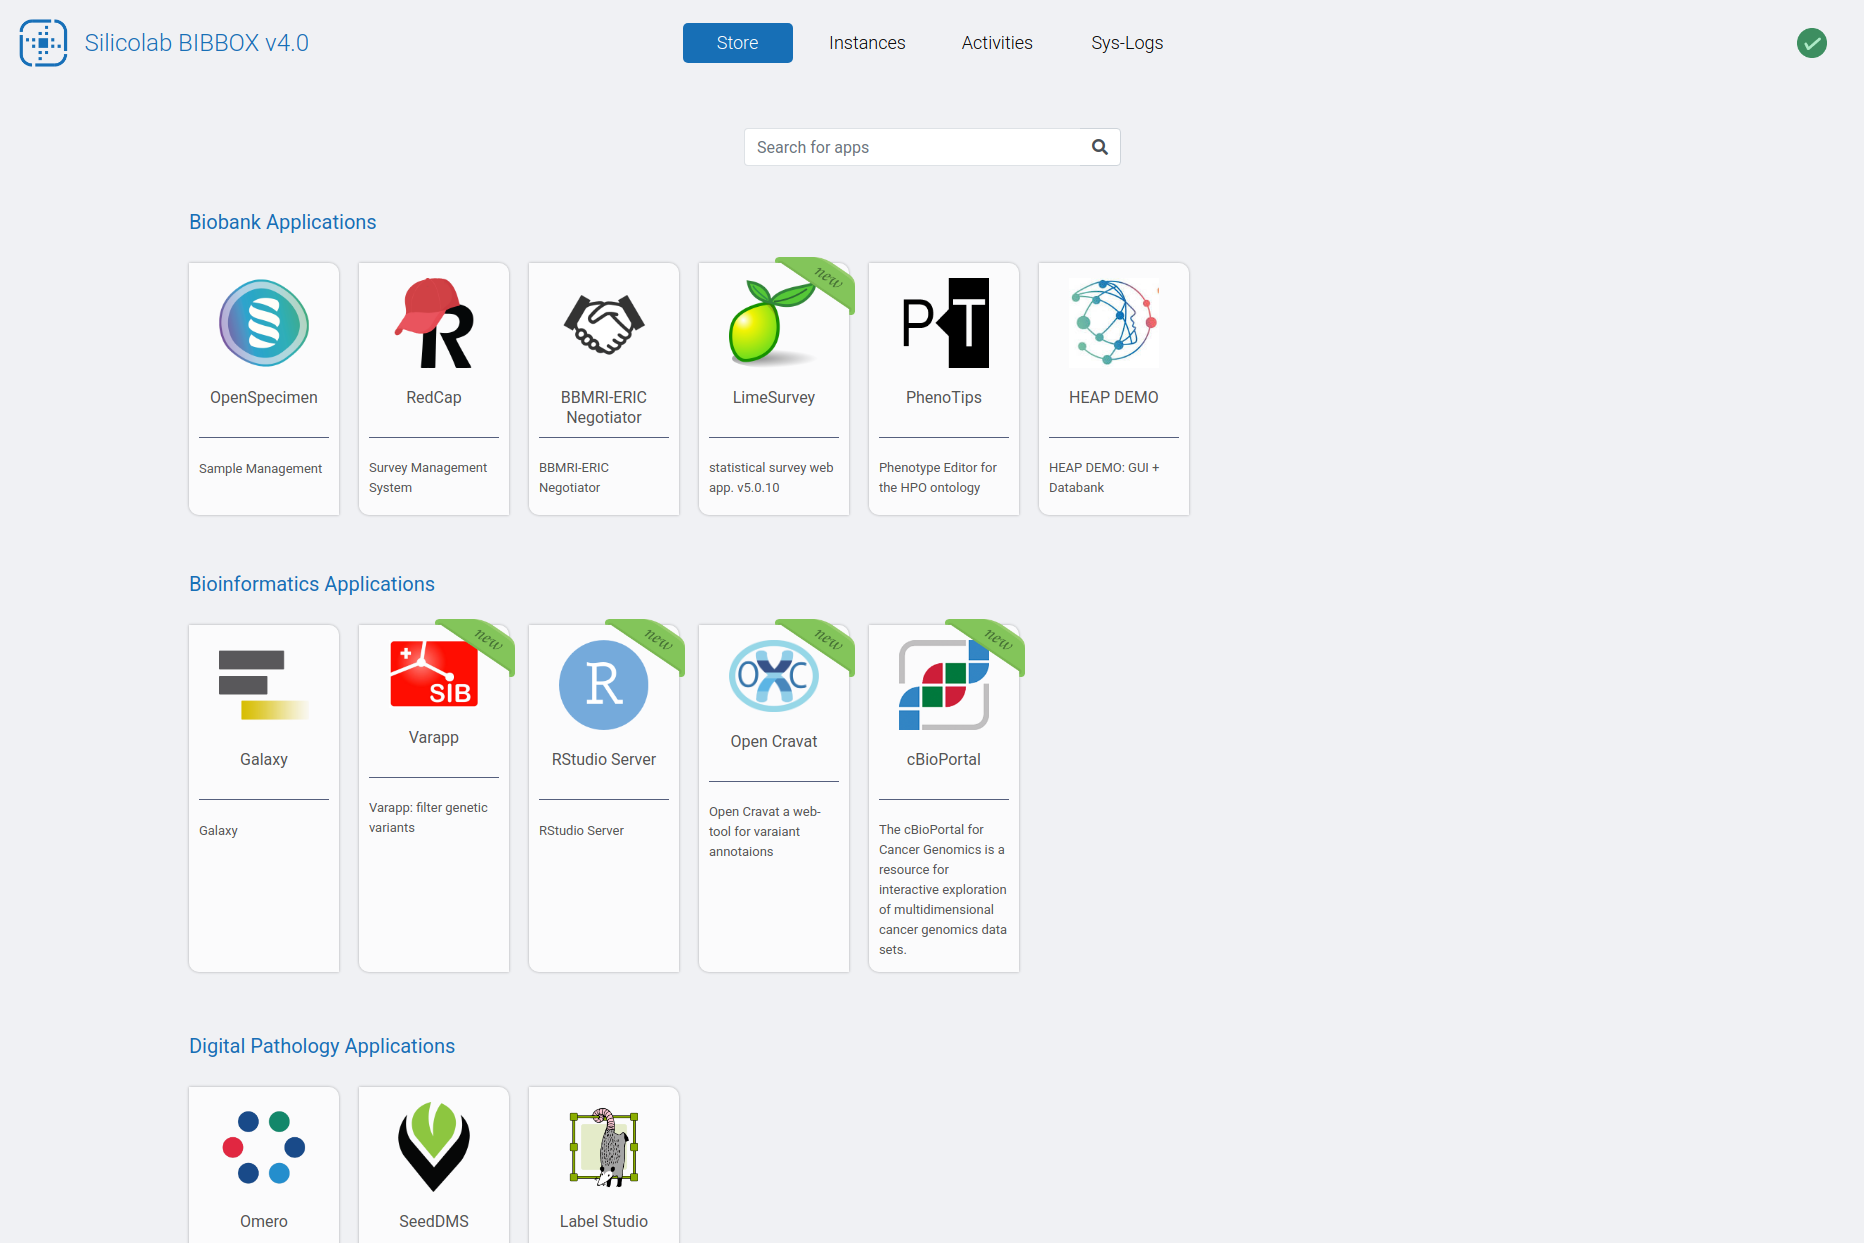 Silicolab BIBBOX v4.0
Store
Instances
Activities
Sys-Logs
Search for apps
Biobank Applications
new
P T
OpenSpecimen
RedCap
BBMRI-ERIC
Negotiator
LimeSurvey
PhenoTips
HEAP DEMO
Sample Management
Survey Management
System
BBMRI-ERIC
Negotiator
statistical survey web
app. v5.0.10
Phenotype Editor for
the HPO ontology
HEAP DEMO: GUI +
Databank
Bioinformatics Applications
new
new
new
new
SIB
R
OXC
Galaxy
Varapp
RStudio Server
Open Cravat
cBioPortal
Galaxy
Varapp: filter genetic
variants
RStudio Server
Open Cravat a web-
tool for varaiant
annotaions
The cBioPortal for
Cancer Genomics is a
resource for
interactive exploration
of multidimensional
cancer genomics data
sets.
Digital Pathology Applications
Omero
SeedDMS
Label Studio